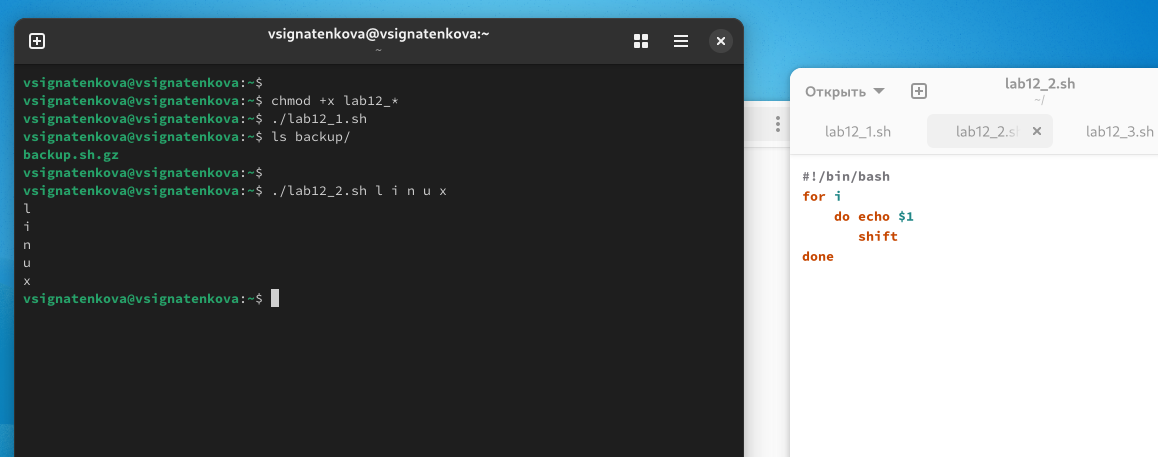 vsignatenkova@vsignatenkova:~
~
vsignatenkova@vsignatenkova:~$
vsignatenkova@vsignatenkova:~$ chmod +x lab12_*
vsignatenkova@vsignatenkova:~$ ./lab12_1.sh
vsignatenkova@vsignatenkova:~$ ls backup/
backup.sh.gz
vsignatenkova@vsignatenkova:~$
vsignatenkova@vsignatenkova:~$ ./lab12_2.sh l i n u x
l
i
n
u
x
vsignatenkova@vsignatenkova:~$
Открыть
lab12_2.sh
~/
lab12_1.sh
lab12_2.sl
lab12_3.sh
#!/bin/bash
for i
    do echo $1
       shift
done